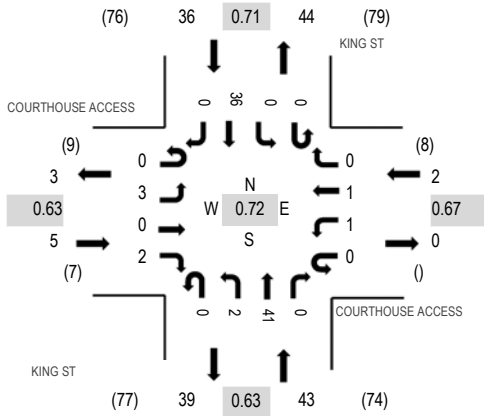 (76) 36 0.71 44 (79)
KING ST
COURTHOUSE ACCESS
0 36 0 0
(9) 0 0 (8)
3 3 N 1 2
0.63 W 0.72 E 0.67
5 0 S 1 0
(7) 2 0 ()
0 2 41 0
COURTHOUSE ACCESS
KING ST
(77) 39 0.63 43 (74)